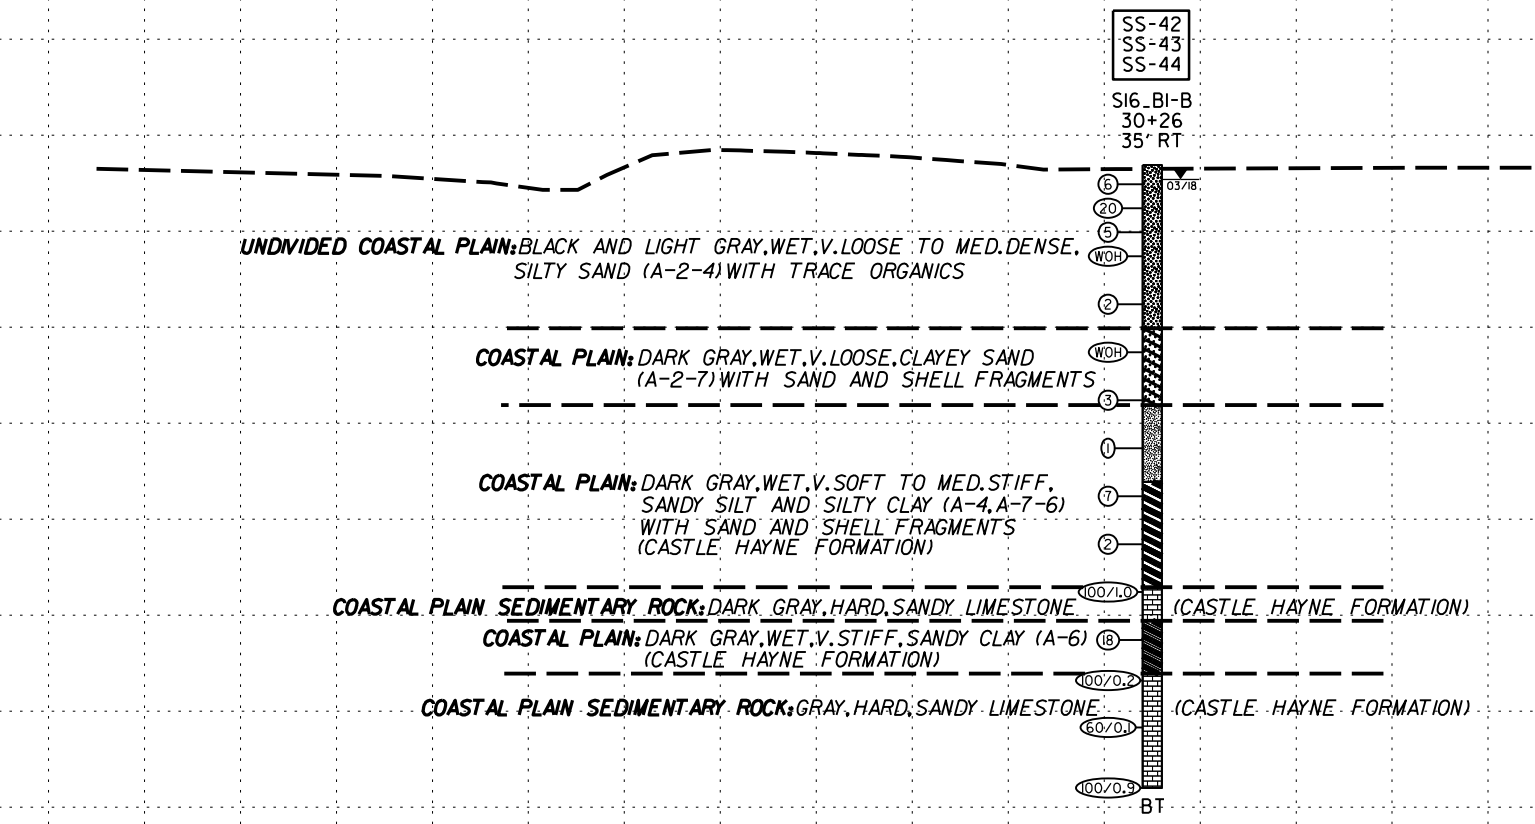 SS-42
SS-43
SS-44
S16_B1-B
30+26
35' RT
6
03/18
20
5
UNDIVIDED COASTAL PLAIN: BLACK AND LIGHT GRAY, WET, V. LOOSE TO MED. DENSE,
WOH
SILTY SAND (A-2-4) WITH TRACE ORGANICS
2
WOH
COASTAL PLAIN: DARK GRAY, WET, V. LOOSE, CLAYEY SAND
(A-2-7) WITH SAND AND SHELL FRAGMENTS
3
1
COASTAL PLAIN: DARK GRAY, WET, V. SOFT TO MED. STIFF,
7
SANDY SILT AND SILTY CLAY (A-4, A-7-6)
WITH SAND AND SHELL FRAGMENTS
2
(CASTLE HAYNE FORMATION)
100/1.0
COASTAL PLAIN SEDIMENTARY ROCK: DARK GRAY, HARD, SANDY LIMESTONE (CASTLE HAYNE FORMATION)
COASTAL PLAIN: DARK GRAY, WET, V. STIFF, SANDY CLAY (A-6) 18
(CASTLE HAYNE FORMATION)
100/0.2
COASTAL PLAIN SEDIMENTARY ROCK: GRAY, HARD, SANDY LIMESTONE (CASTLE HAYNE FORMATION)
60/0.1
100/0.9
BT